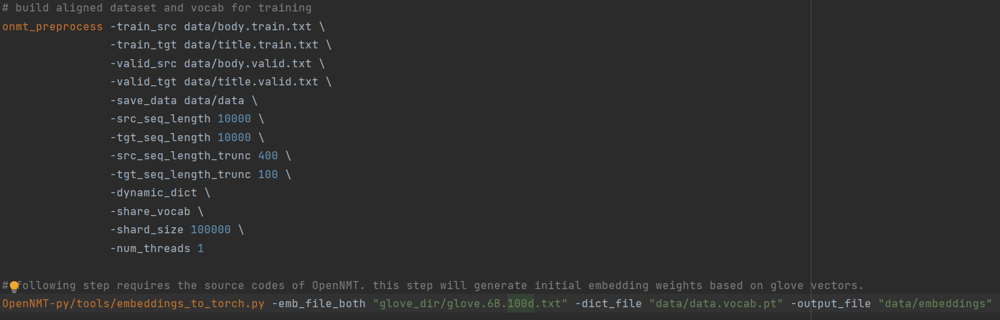 # build aligned dataset and vocab for training
onmt_preprocess -train_src data/body.train.txt \
-train_tgt data/title.train.txt \
-valid_src data/body.valid.txt \
-valid_tgt data/title.valid.txt \
-save_data data/data \
-src_seq_length 10000 \
-tgt_seq_length 10000 \
-src_seq_length_trunc 400 \
-tgt_seq_length_trunc 100 \
-dynamic_dict \
-share_vocab \
-shard_size 100000 \
-num_threads 1
# following step requires the source codes of OpenNMT. this step will generate initial embedding weights based on glove vectors.
OpenNMT-py/tools/embeddings_to_torch.py -emb_file_both "glove_dir/glove.6B.100d.txt" -dict_file "data/data.vocab.pt" -output_file "data/embeddings"